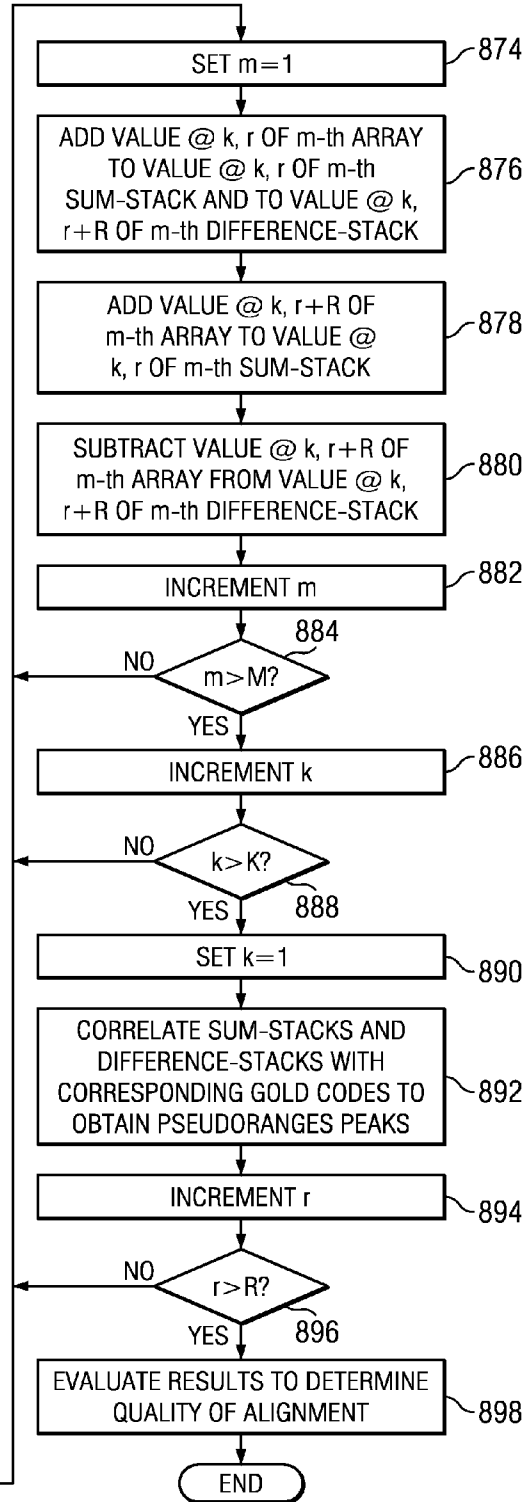 SET m=1
874
ADD VALUE @ k, r OF m-th ARRAY
TO VALUE @ k, r OF m-th
SUM-STACK AND TO VALUE @ k,
r+R OF m-th DIFFERENCE-STACK
876
ADD VALUE @ k, r+R OF
m-th ARRAY TO VALUE @
k, r OF m-th SUM-STACK
878
SUBTRACT VALUE @ k, r+R OF
m-th ARRAY FROM VALUE @ k,
r+R OF m-th DIFFERENCE-STACK
880
INCREMENT m
882
884
NO
m>M?
YES
INCREMENT k
886
NO
k>K?
888
YES
SET k=1
890
CORRELATE SUM-STACKS AND
DIFFERENCE-STACKS WITH
CORRESPONDING GOLD CODES TO
OBTAIN PSEUDORANGES PEAKS
892
INCREMENT r
894
NO
r>R?
896
YES
EVALUATE RESULTS TO DETERMINE
QUALITY OF ALIGNMENT
898
END